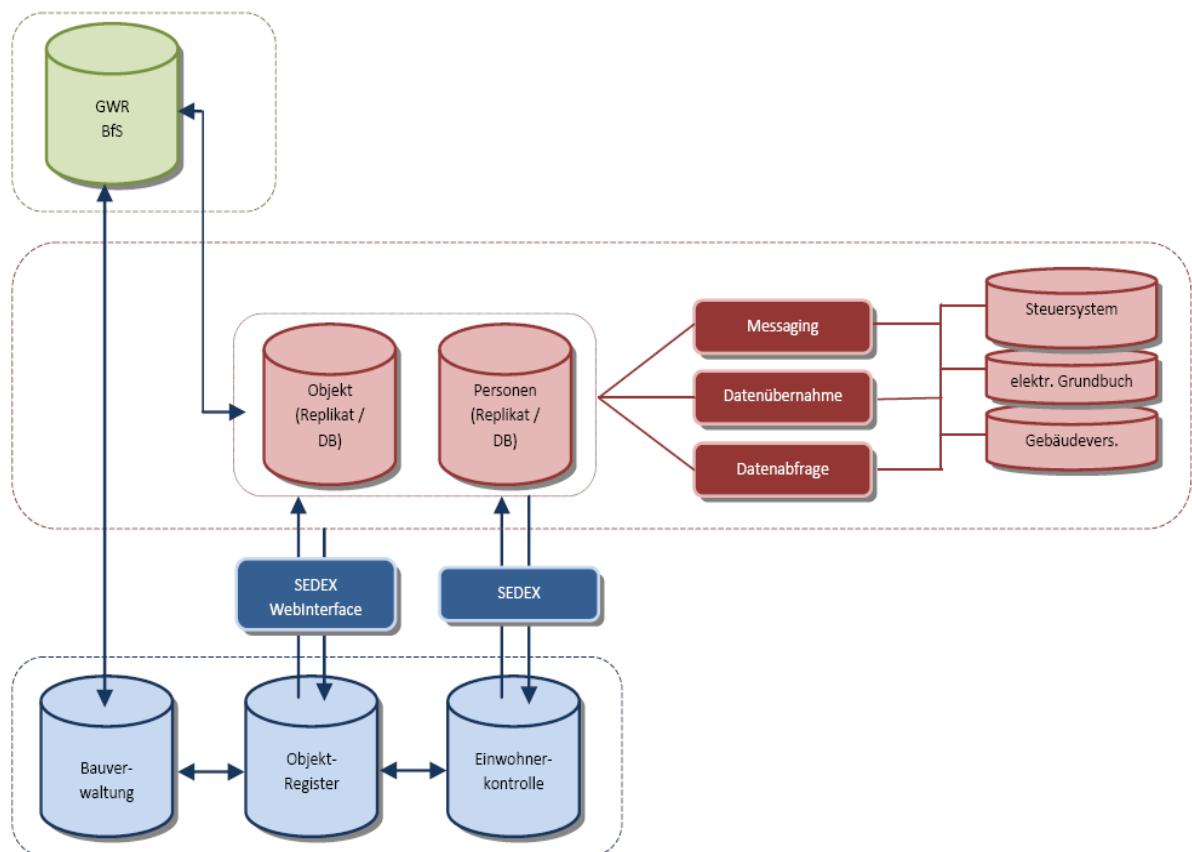 GWR
BfS
Objekt
(Replikat /
DB)
Personen
(Replikat /
DB)
Messaging
Datenübernahme
Datenabfrage
Steuersystem
elektr. Grundbuch
Gebäudevers.
SEDEX
WebInterface
SEDEX
Bauver-
waltung
Objekt-
Register
Einwohner-
kontrolle